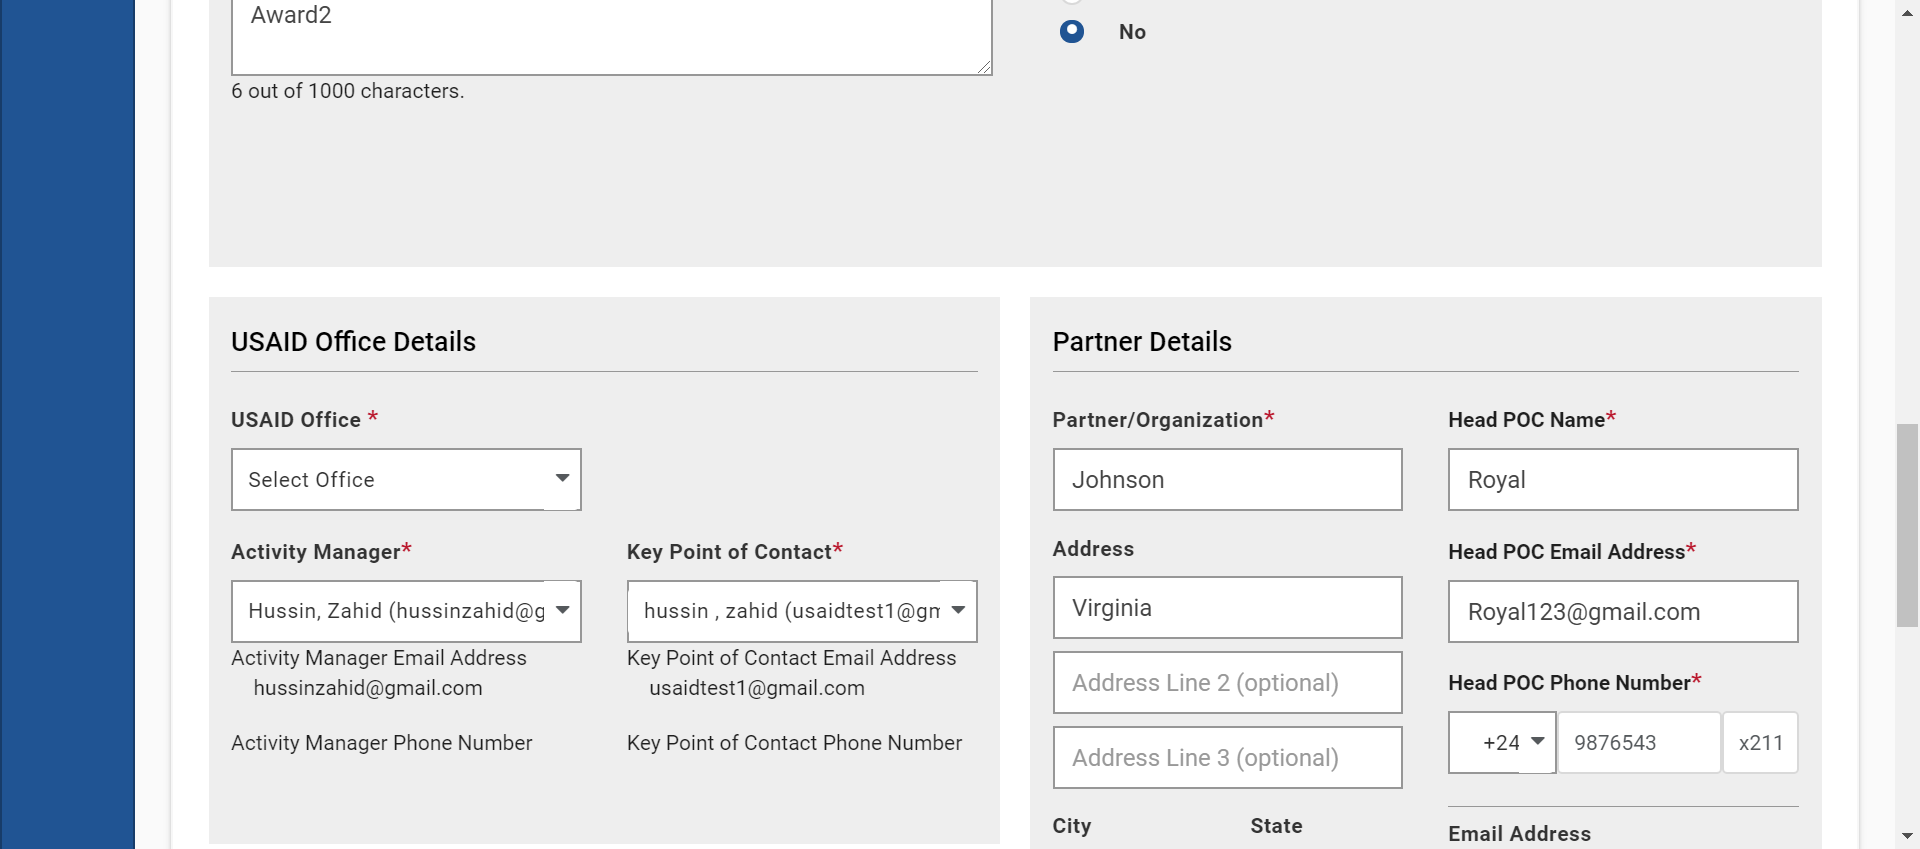 Award2
No
6 out of 1000 characters.
USAID Office Details
USAID Office *
Select Office
Activity Manager*
Key Point of Contact*
Hussin, Zahid (hussinzahid@g
hussin , zahid (usaidtest1@gm
Activity Manager Email Address
Key Point of Contact Email Address
hussinzahid@gmail.com
usaidtest1@gmail.com
Activity Manager Phone Number
Key Point of Contact Phone Number
Partner Details
Partner/Organization*
Head POC Name*
Johnson
Royal
Address
Head POC Email Address*
Virginia
Royal123@gmail.com
Address Line 2 (optional)
Head POC Phone Number*
Address Line 3 (optional)
+24
9876543
x211
City
State
Email Address